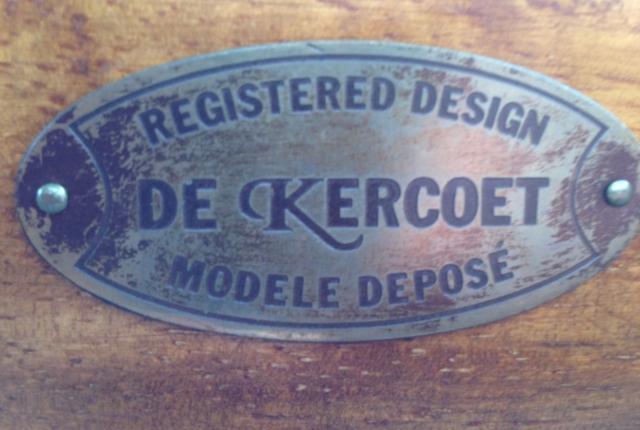 REGISTERED DESIGN
DE KERCOET
MODELE DEPOSÉ